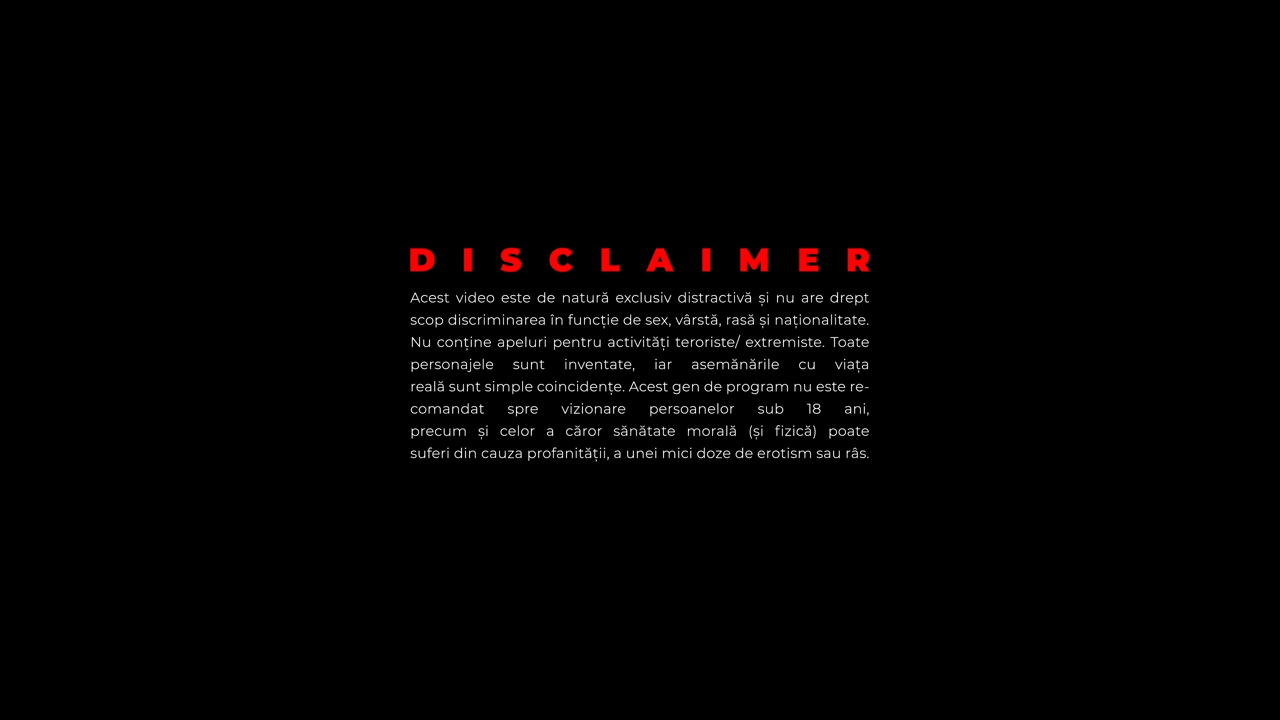 DISCLAIMER
Acest video este de natură exclusiv distractivă și nu are drept
scop discriminarea în funcție de sex, vârstă, rasă și naționalitate.
Nu conține apeluri pentru activități teroriste/ extremiste. Toate
personajele sunt inventate, iar asemănările cu viața
reală sunt simple coincidențe. Acest gen de program nu este re-
comandat spre vizionare persoanelor sub 18 ani,
precum și celor a căror sănătate morală (și fizică) poate
suferi din cauza profanității, a unei mici doze de erotism sau râs.